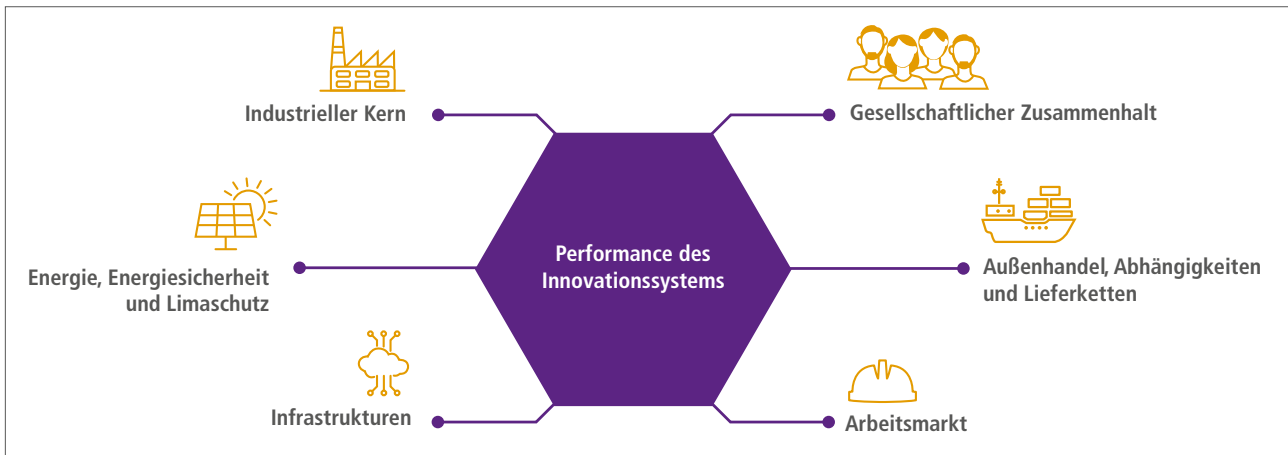 Industrieller Kern
Gesellschaftlicher Zusammenhalt
Performance des
Innovationssystems
Energie, Energiesicherheit
und Limaschutz
Außenhandel, Abhängigkeiten
und Lieferketten
Infrastrukturen
Arbeitsmarkt